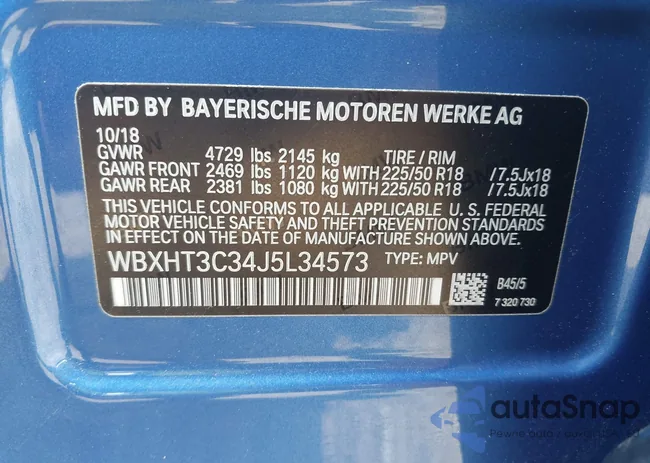 MFD BY BAYERISCHE MOTOREN WERKE AG
10/18
GVWR 4729 lbs 2145 kg TIRE / RIM
GAWR FRONT 2469 lbs 1120 kg WITH 225/50 R18 /7.5Jx18
GAWR REAR 2381 lbs 1080 kg WITH 225/50 R18 /7.5Jx18
THIS VEHICLE CONFORMS TO ALL APPLICABLE U. S. FEDERAL
MOTOR VEHICLE SAFETY, BUMPER, AND THEFT PREVENTION
STANDARDS IN EFFECT ON THE DATE OF MANUFACTURE SHOWN ABOVE.
WBXHT3C34J5L34573 TYPE: MPV
B45/5
7 320 730
autoSnap